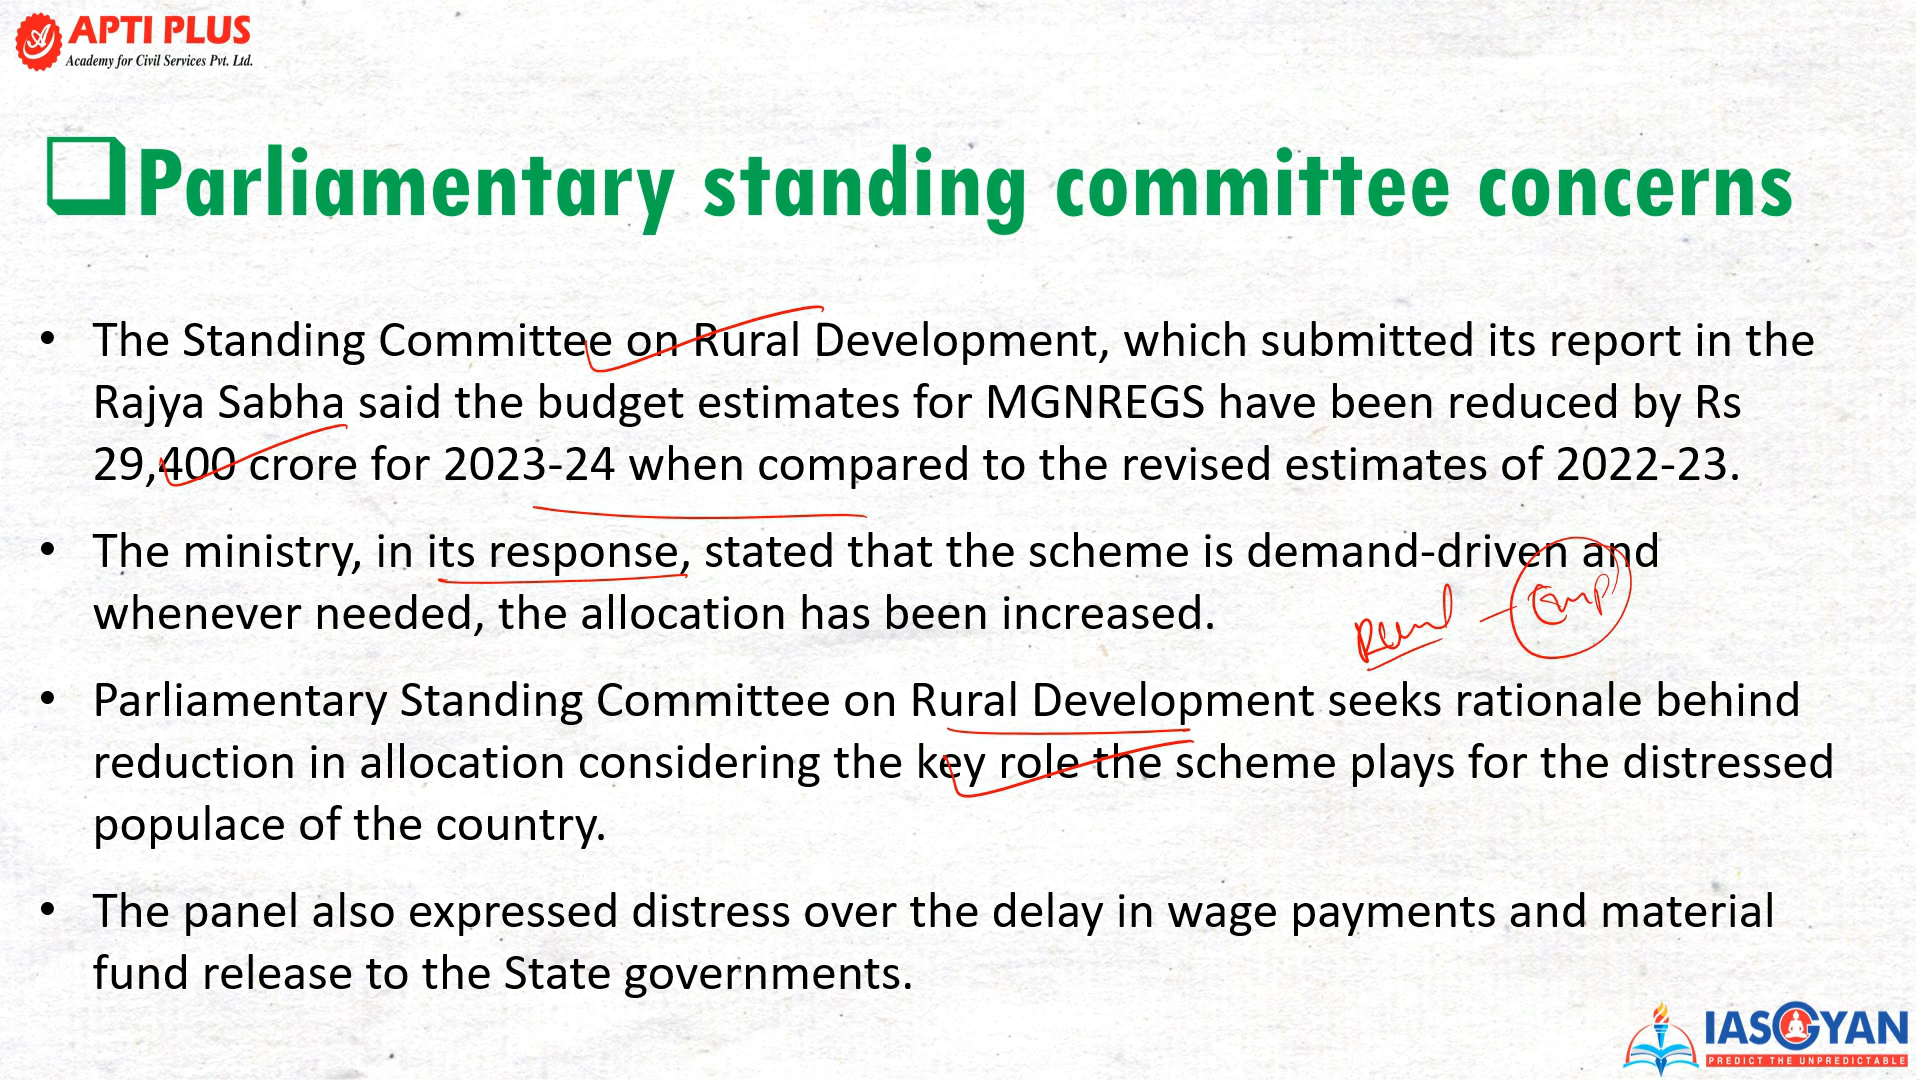 APTI PLUS
Academy for Civil Services Pvt. Ltd.
Parliamentary standing committee concerns
• The Standing Committee on Rural Development, which submitted its report in the
Rajya Sabha said the budget estimates for MGNREGS have been reduced by Rs
29,400 crore for 2023-24 when compared to the revised estimates of 2022-23.
• The ministry, in its response, stated that the scheme is demand-driven and
whenever needed, the allocation has been increased.
Rural - Emp
• Parliamentary Standing Committee on Rural Development seeks rationale behind
reduction in allocation considering the key role the scheme plays for the distressed
populace of the country.
• The panel also expressed distress over the delay in wage payments and material
fund release to the State governments.
IASGYAN
PREDICT THE UNPREDICTABLE